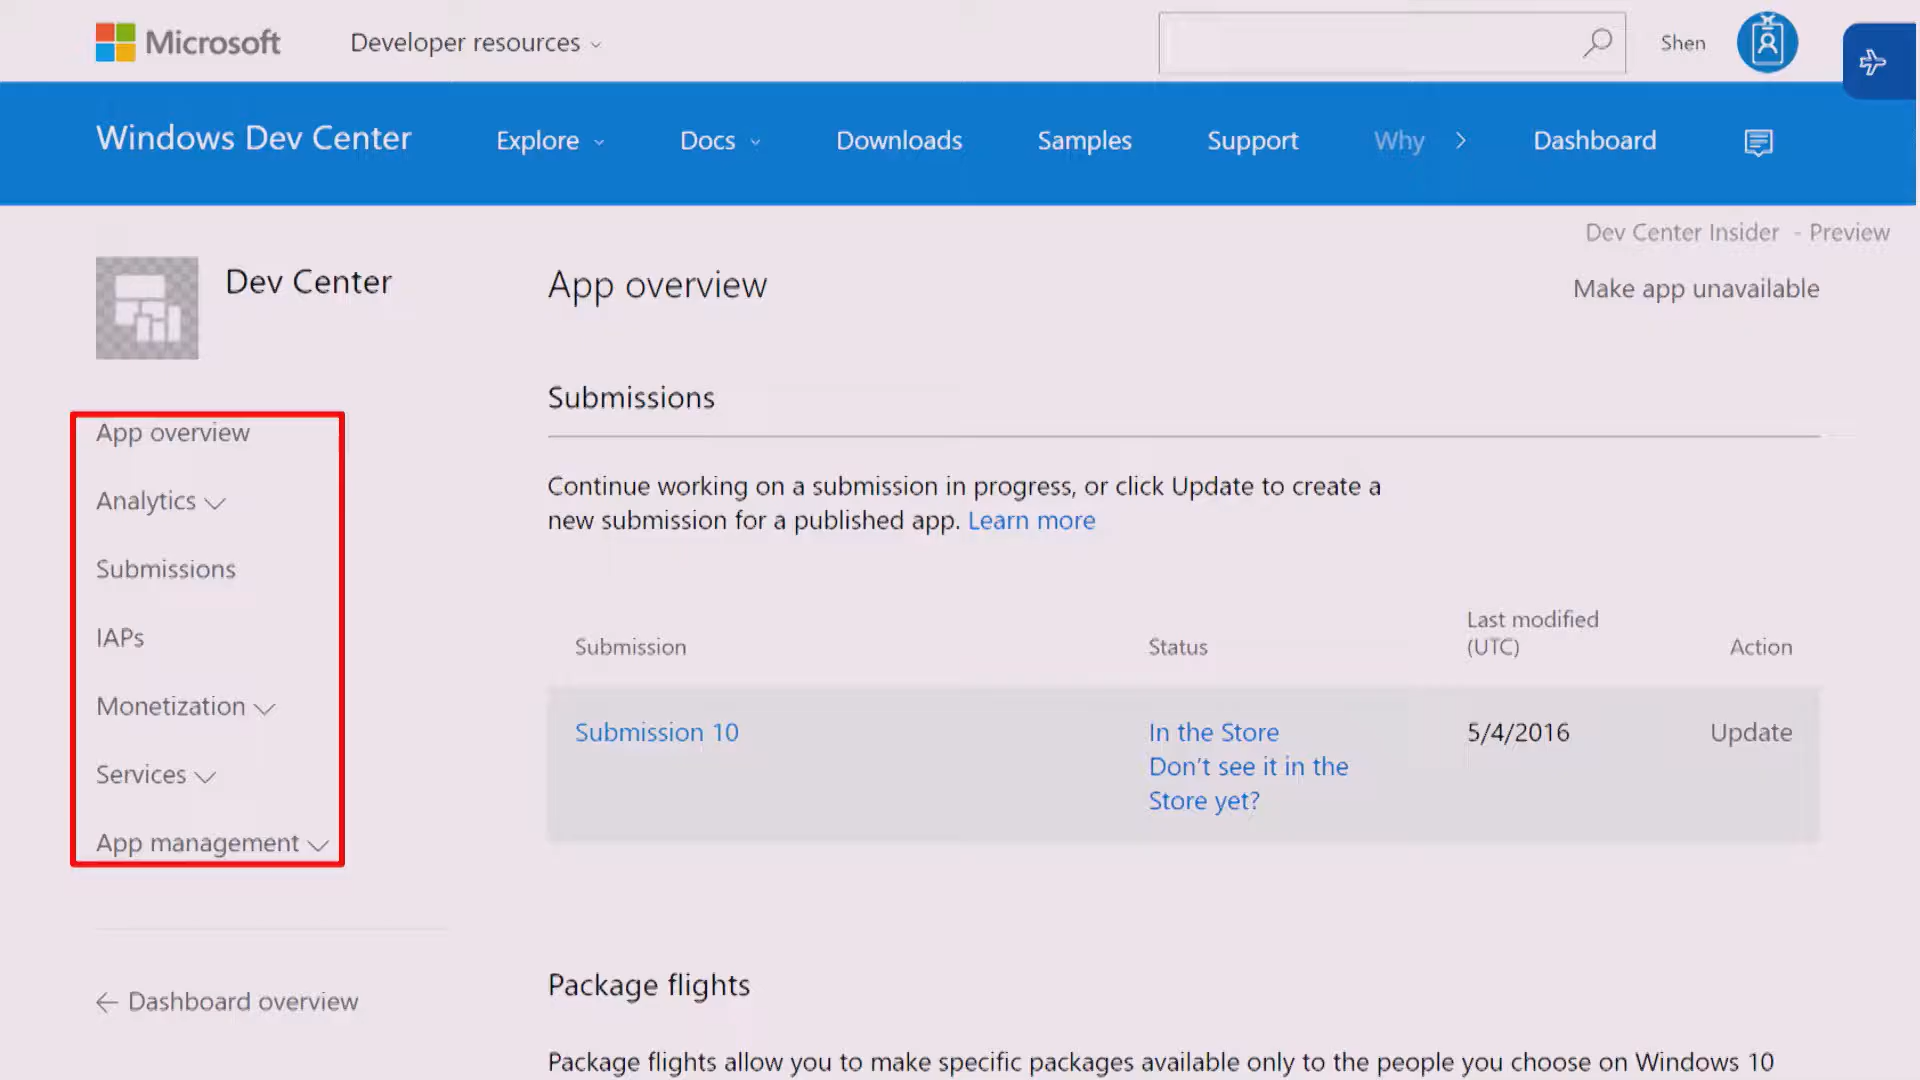 Microsoft
Developer resources
Shen
Windows Dev Center
Explore
Docs
Downloads
Samples
Support
Why
Dashboard
Dev Center Insider - Preview
Dev Center
App overview
Make app unavailable
App overview
Analytics
Submissions
IAPs
Monetization
Services
App management
Dashboard overview
Submissions
Continue working on a submission in progress, or click Update to create a
new submission for a published app. Learn more
Submission
Status
Last modified
(UTC)
Action
Submission 10
In the Store
Don't see it in the
Store yet?
5/4/2016
Update
Package flights
Package flights allow you to make specific packages available only to the people you choose on Windows 10